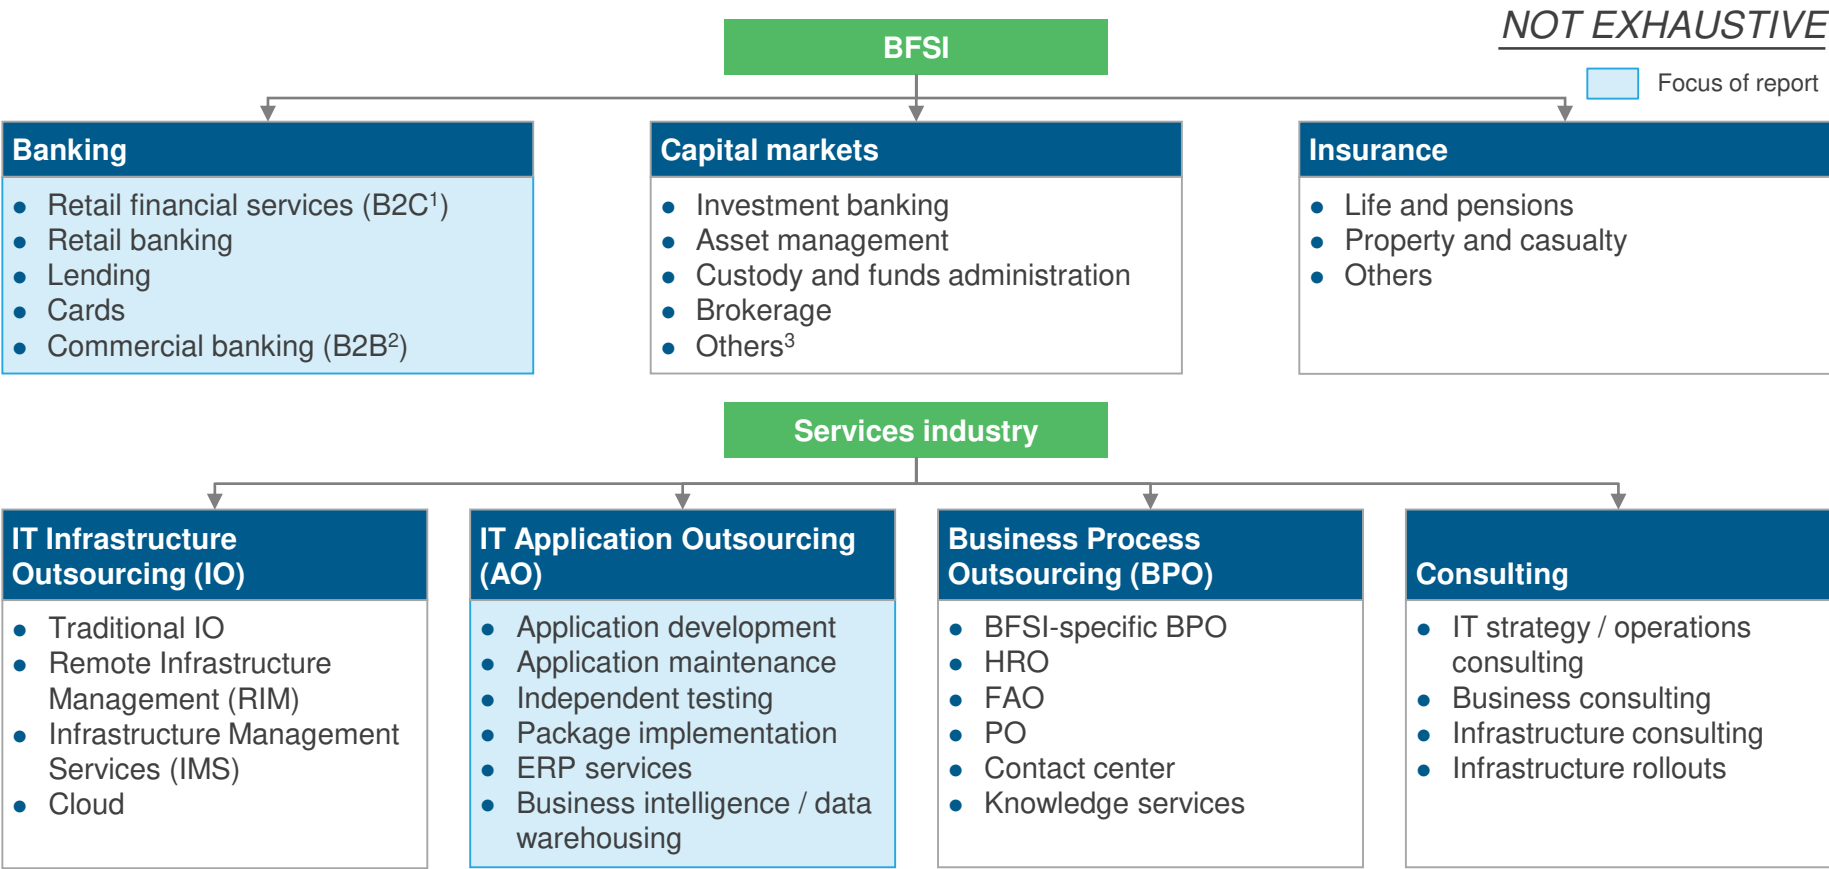 NOT EXHAUSTIVE
BFSI
Focus of report
Banking
● Retail financial services (B2C¹)
● Retail banking
● Lending
● Cards
● Commercial banking (B2B²)
Capital markets
● Investment banking
● Asset management
● Custody and funds administration
● Brokerage
● Others³
Insurance
● Life and pensions
● Property and casualty
● Others
Services industry
IT Infrastructure
Outsourcing (IO)
● Traditional IO
● Remote Infrastructure
Management (RIM)
● Infrastructure Management
Services (IMS)
● Cloud
IT Application Outsourcing
(AO)
● Application development
● Application maintenance
● Independent testing
● Package implementation
● ERP services
● Business intelligence / data
warehousing
Business Process
Outsourcing (BPO)
● BFSI-specific BPO
● HRO
● FAO
● PO
● Contact center
● Knowledge services
Consulting
● IT strategy / operations
consulting
● Business consulting
● Infrastructure consulting
● Infrastructure rollouts